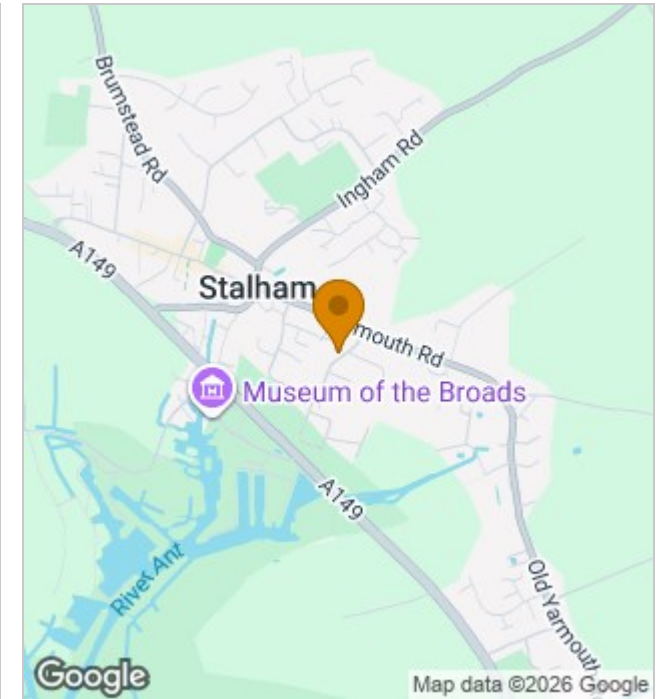 Brumstead Rd
Ingham Rd
A149
Stalham
mouth Rd
Museum of the Broads
A149
River Ant
Old Yarmouth
Google
Map data ©2026 Google